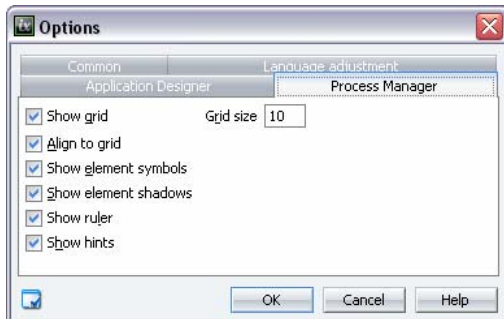 Options
Common Language adjustment
Application Designer Process Manager
Show grid Grid size 10
Align to grid
Show element symbols
Show element shadows
Show ruler
Show hints
OK Cancel Help